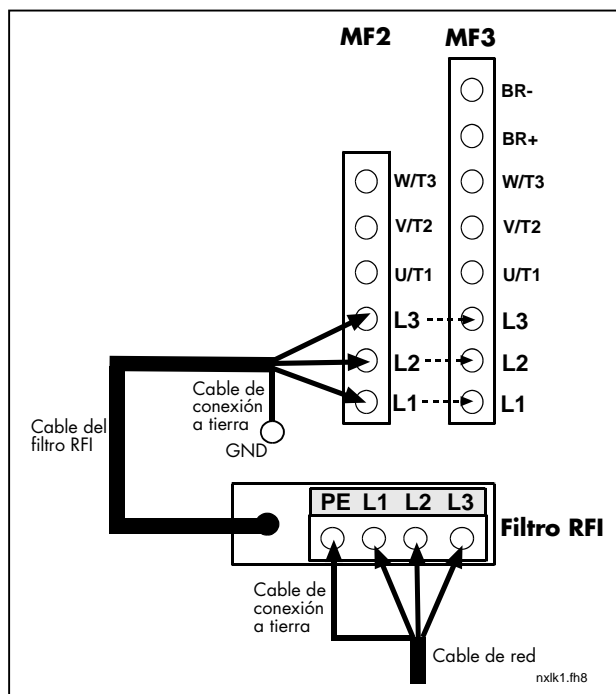 MF2
MF3
BR-
BR+
W/T3
W/T3
V/T2
V/T2
U/T1
U/T1
L3
L3
L2
L2
L1
L1
Cable de
conexión
a tierra
GND
Cable del
filtro RFI
PE L1 L2 L3
Filtro RFI
Cable de
conexión
a tierra
Cable de red
nxlk1.fh8